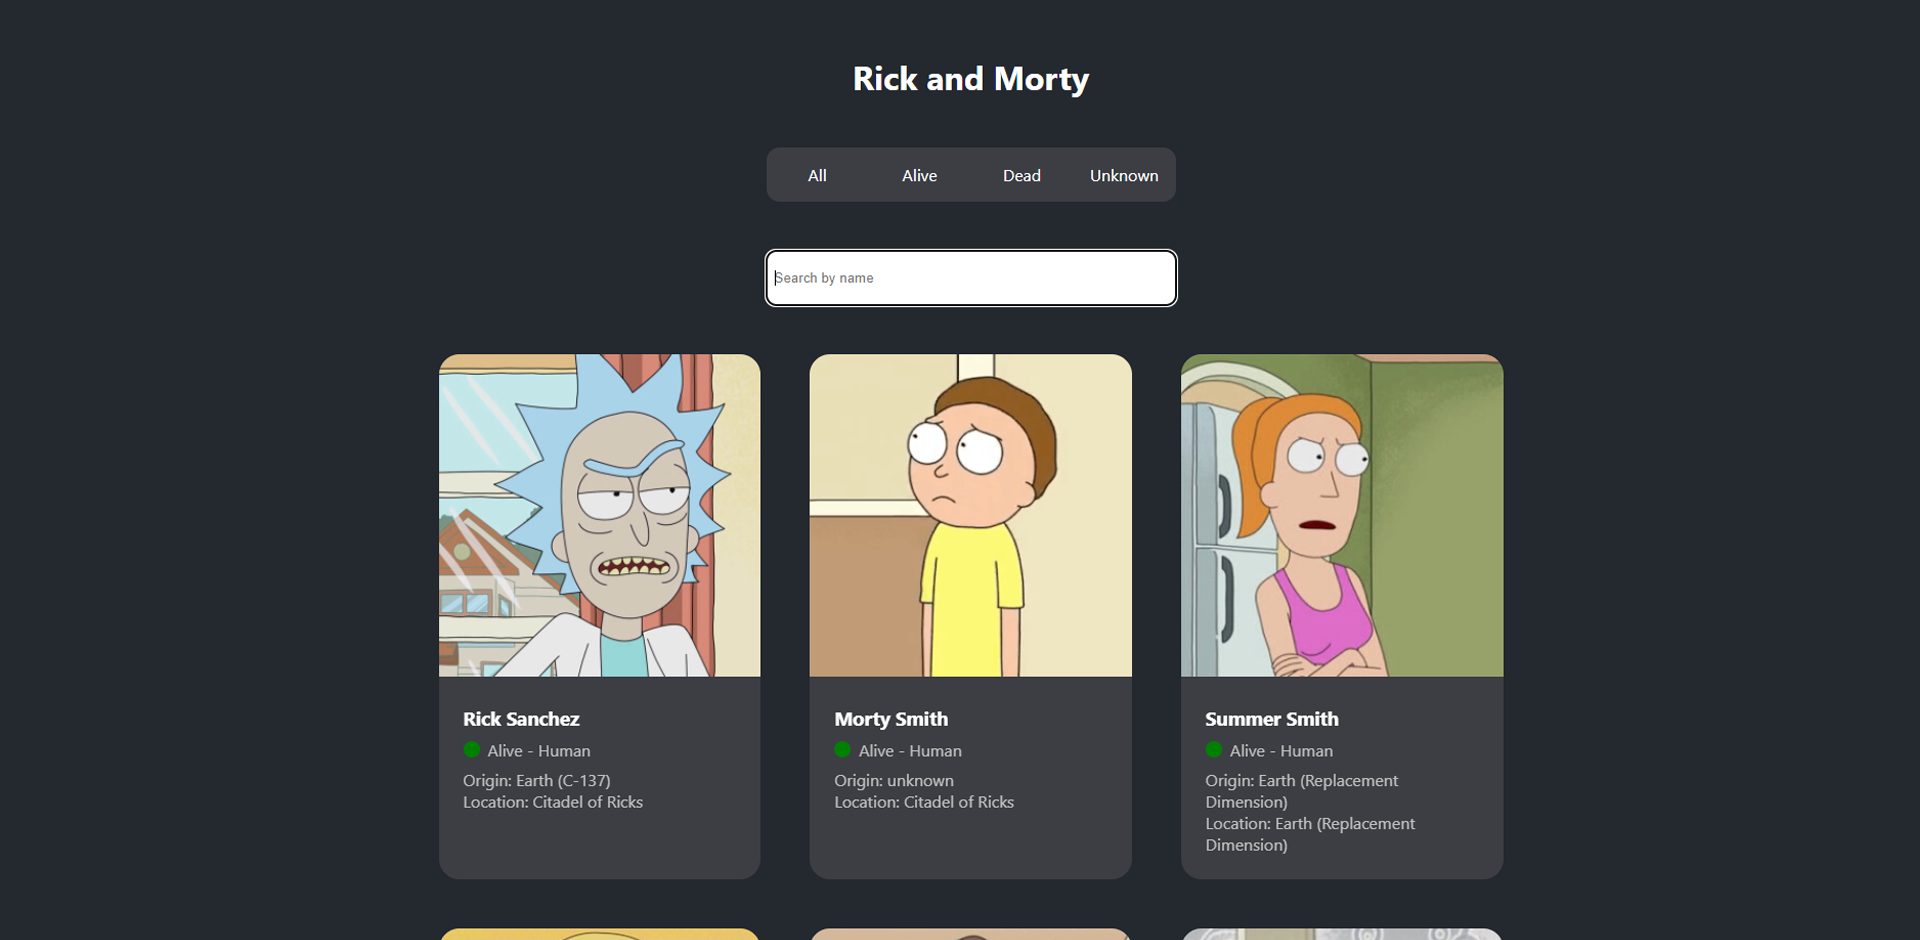 Rick and Morty
All Alive Dead Unknown
Search by name
Rick Sanchez
Alive - Human
Origin: Earth (C-137)
Location: Citadel of Ricks
Morty Smith
Alive - Human
Origin: unknown
Location: Citadel of Ricks
Summer Smith
Alive - Human
Origin: Earth (Replacement
Dimension)
Location: Earth (Replacement
Dimension)